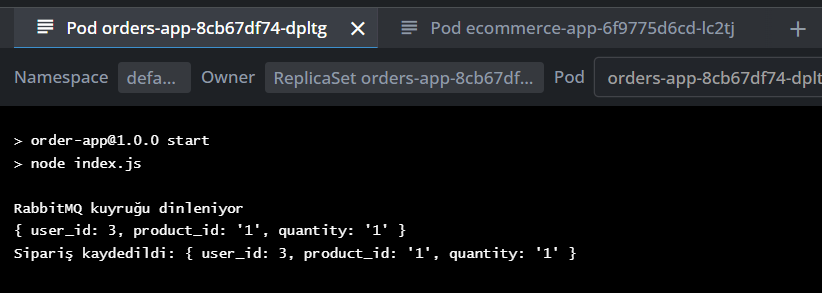 Pod orders-app-8cb67df74-dpltg Pod ecommerce-app-6f9775d6cd-lc2tj
Namespace defa... Owner ReplicaSet orders-app-8cb67df... Pod orders-app-8cb67df74-dplt
> order-app@1.0.0 start
> node index.js
RabbitMQ kuyruğu dinleniyor
{ user_id: 3, product_id: '1', quantity: '1' }
Sipariş kaydedildi: { user_id: 3, product_id: '1', quantity: '1' }